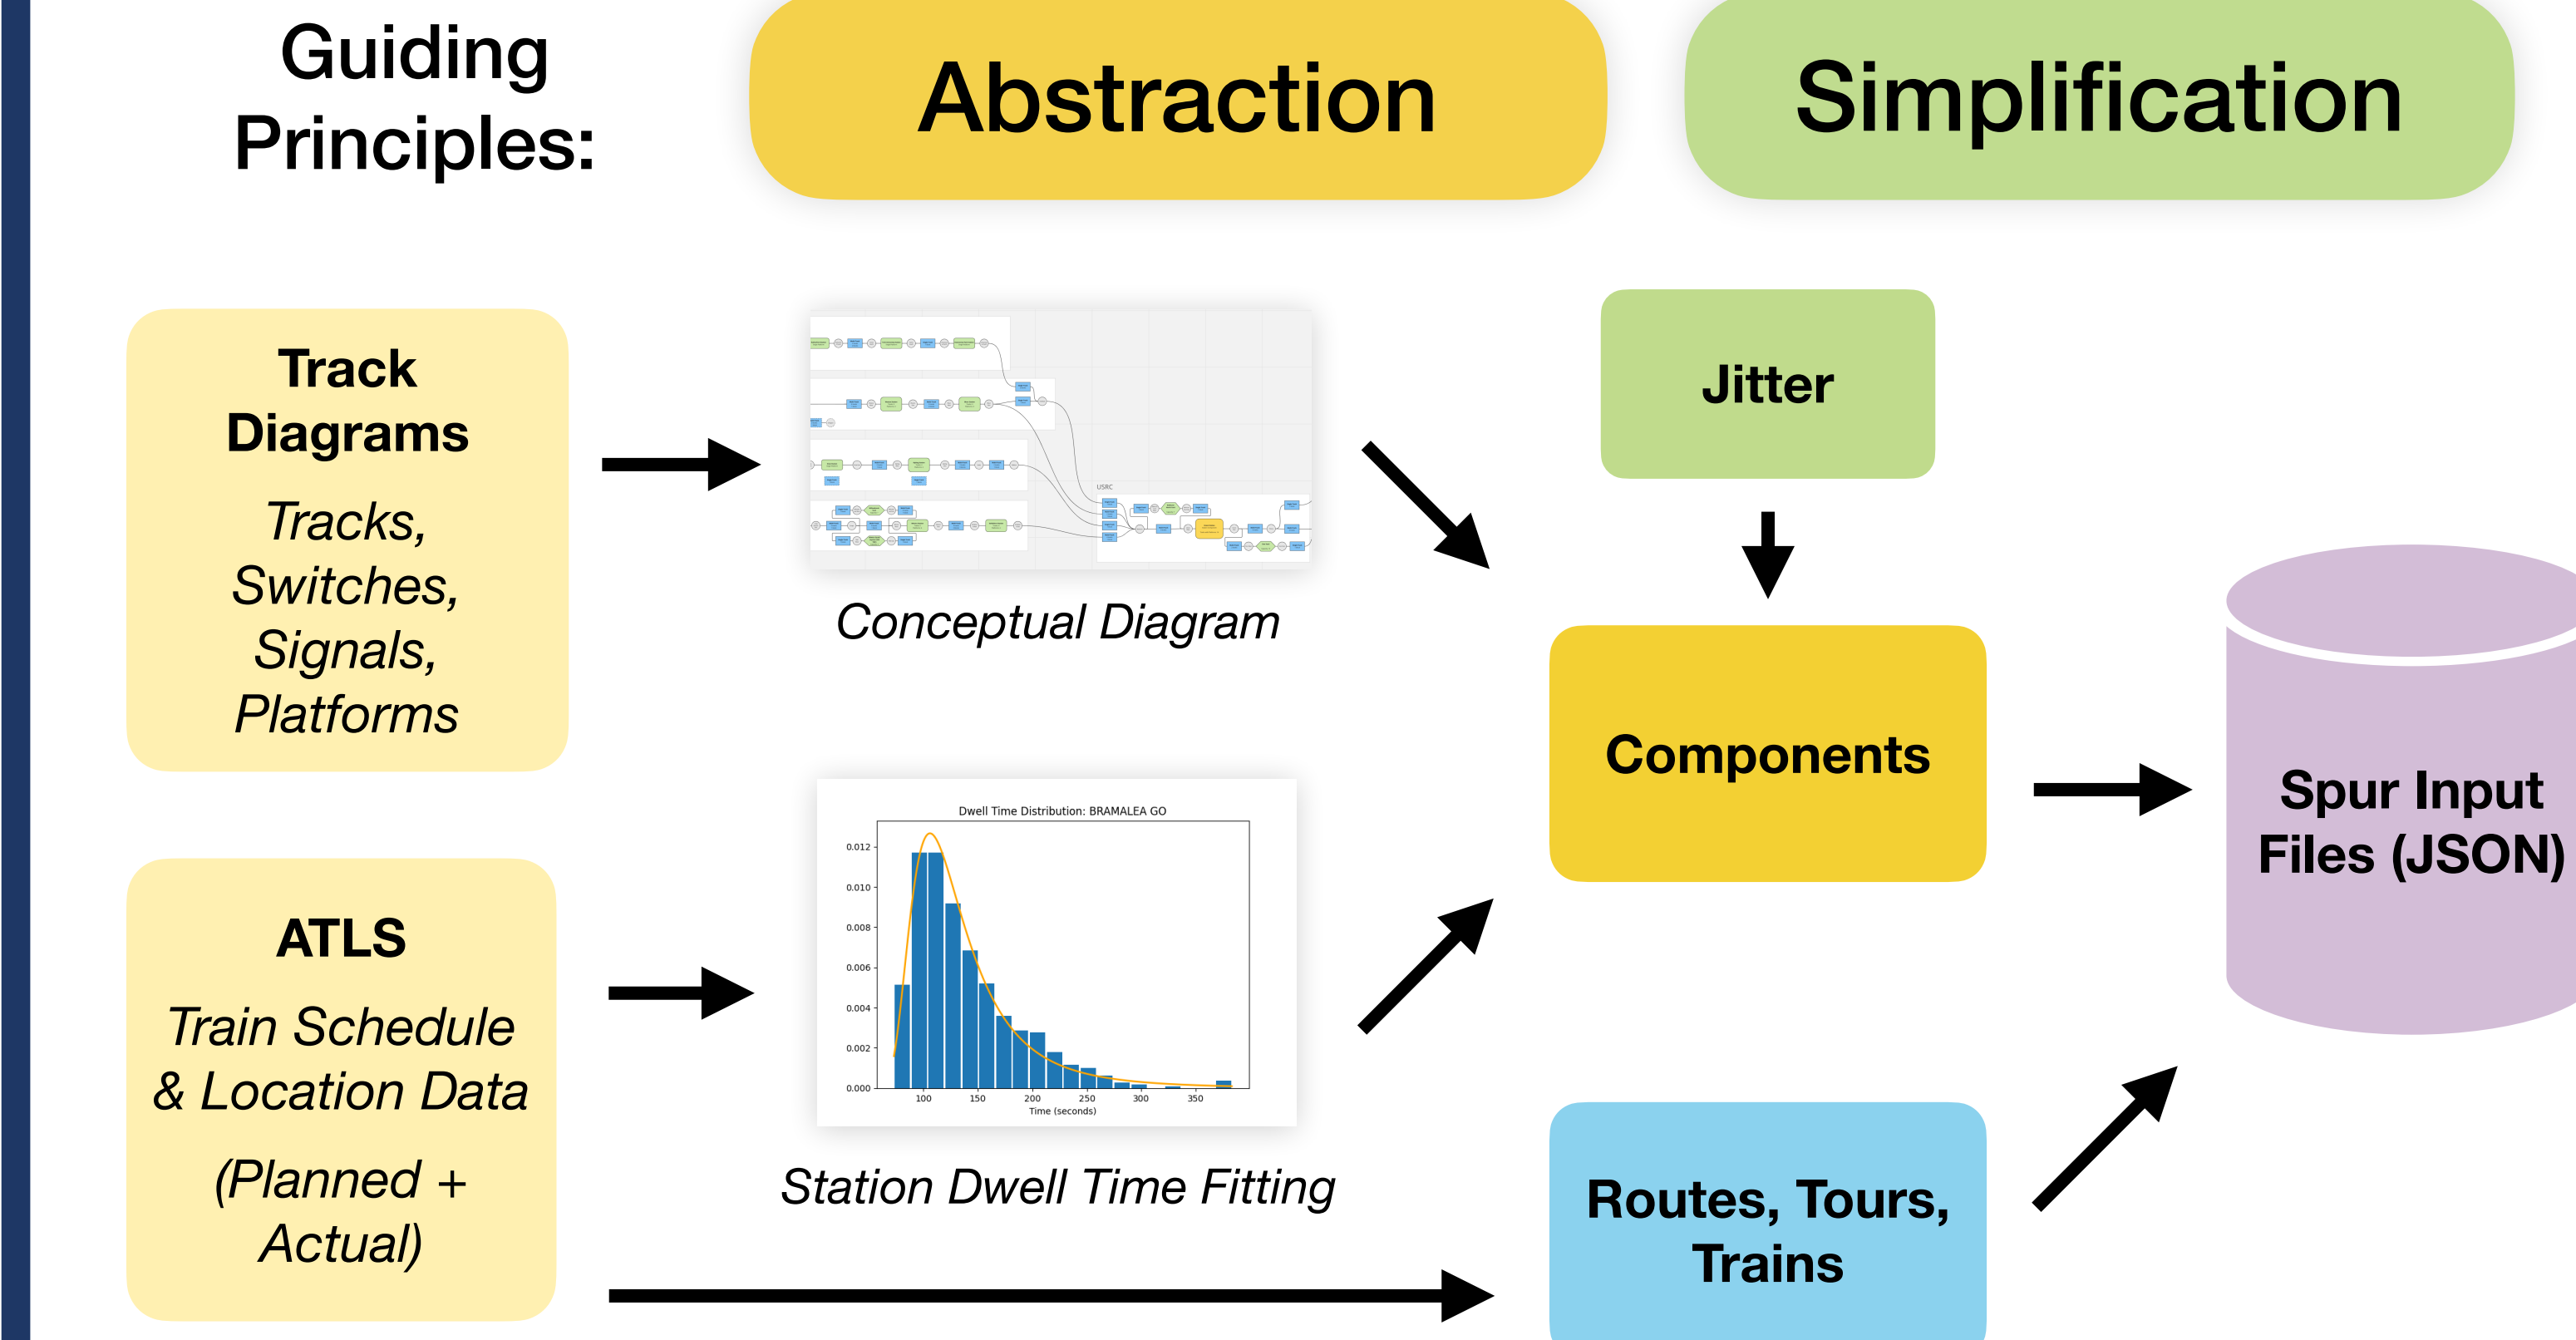 Guiding
Principles:
Abstraction
Simplification
Track
Diagrams
Tracks,
Switches,
Signals,
Platforms
USRC
Conceptual Diagram
Jitter
Components
Spur Input
Files (JSON)
ATLS
Train Schedule
& Location Data
(Planned +
Actual)
Dwell Time Distribution: BRAMALEA GO
0.012
0.010
0.008
0.006
0.004
0.002
0.000
100 150 200 250 300 350
Time (seconds)
Station Dwell Time Fitting
Routes, Tours,
Trains